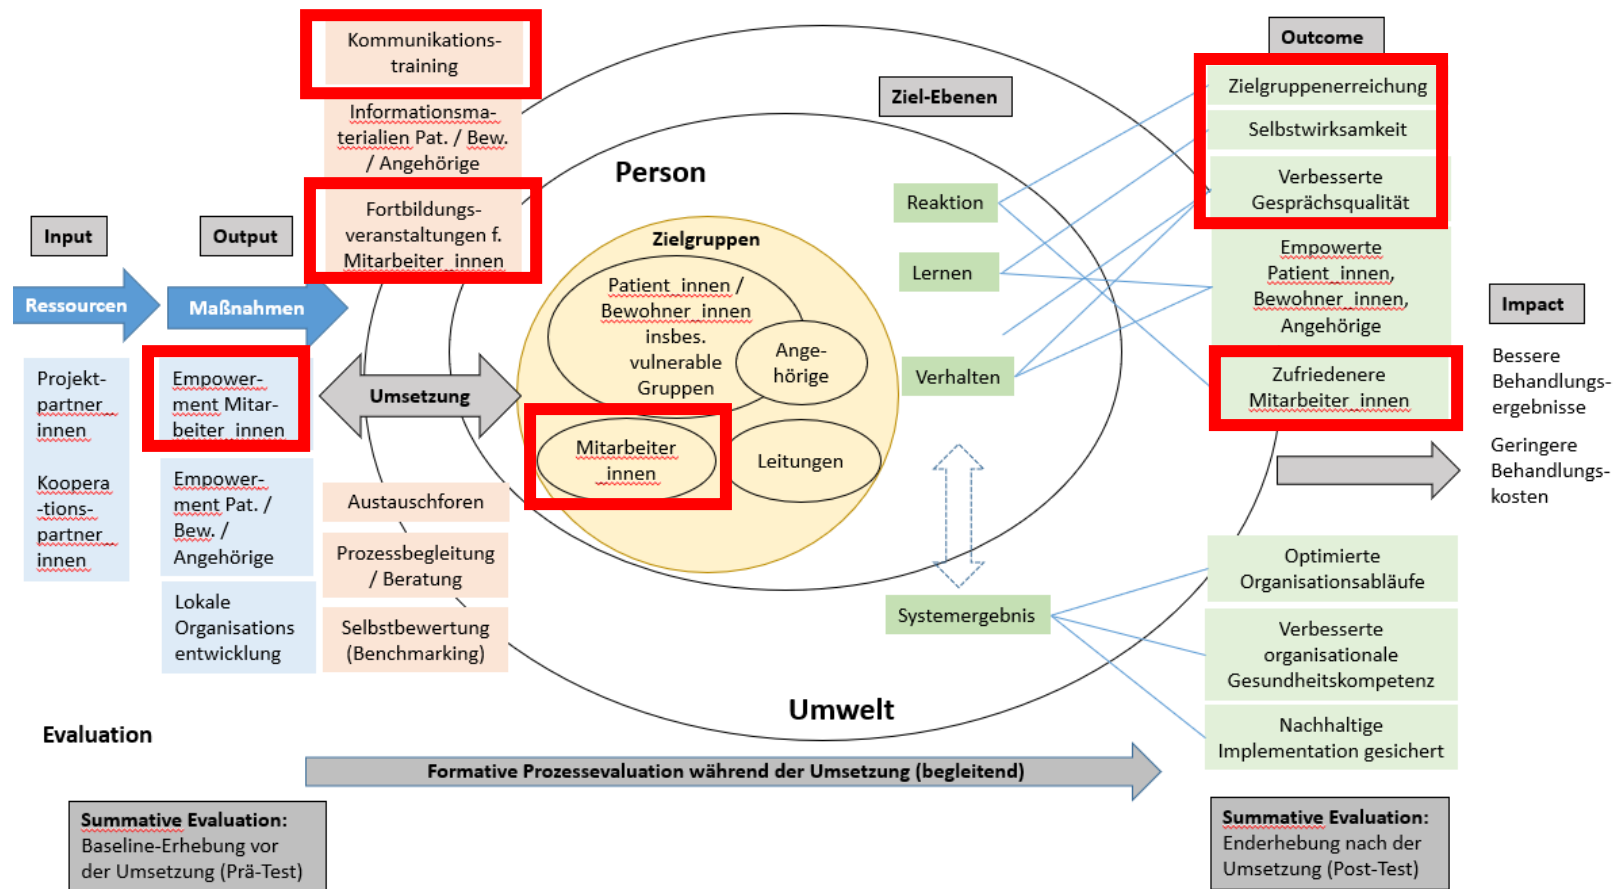 Input
Ressourcen
Projekt-
partner_
innen
Koopera
-tions-
partner_
innen
Output
Maßnahmen
Empower-
ment Mitar-
beiter_innen
Empower-
ment Pat. /
Bew. /
Angehörige
Lokale
Organisations
entwicklung
Kommunikations-
training
Informationsma-
terialien Pat. / Bew.
/ Angehörige
Fortbildungs-
veranstaltungen f.
Mitarbeiter_innen
Umsetzung
Austauschforen
Prozessbegleitung
/ Beratung
Selbstbewertung
(Benchmarking)
Person
Zielgruppen
Patient_innen /
Bewohner_innen
insbes.
vulnerable
Gruppen
Ange-
hörige
Mitarbeiter
_innen
Leitungen
Umwelt
Ziel-Ebenen
Reaktion
Lernen
Verhalten
Systemergebnis
Outcome
Zielgruppenerreichung
Selbstwirksamkeit
Verbesserte
Gesprächsqualität
Empowerte
Patient_innen,
Bewohner_innen,
Angehörige
Zufriedenere
Mitarbeiter_innen
Optimierte
Organisationsabläufe
Verbesserte
organisationale
Gesundheitskompetenz
Nachhaltige
Implementation gesichert
Impact
Bessere
Behandlungs-
ergebnisse
Geringere
Behandlungs-
kosten
Evaluation
Formative Prozessevaluation während der Umsetzung (begleitend)
Summative Evaluation:
Baseline-Erhebung vor
der Umsetzung (Prä-Test)
Summative Evaluation:
Enderhebung nach der
Umsetzung (Post-Test)